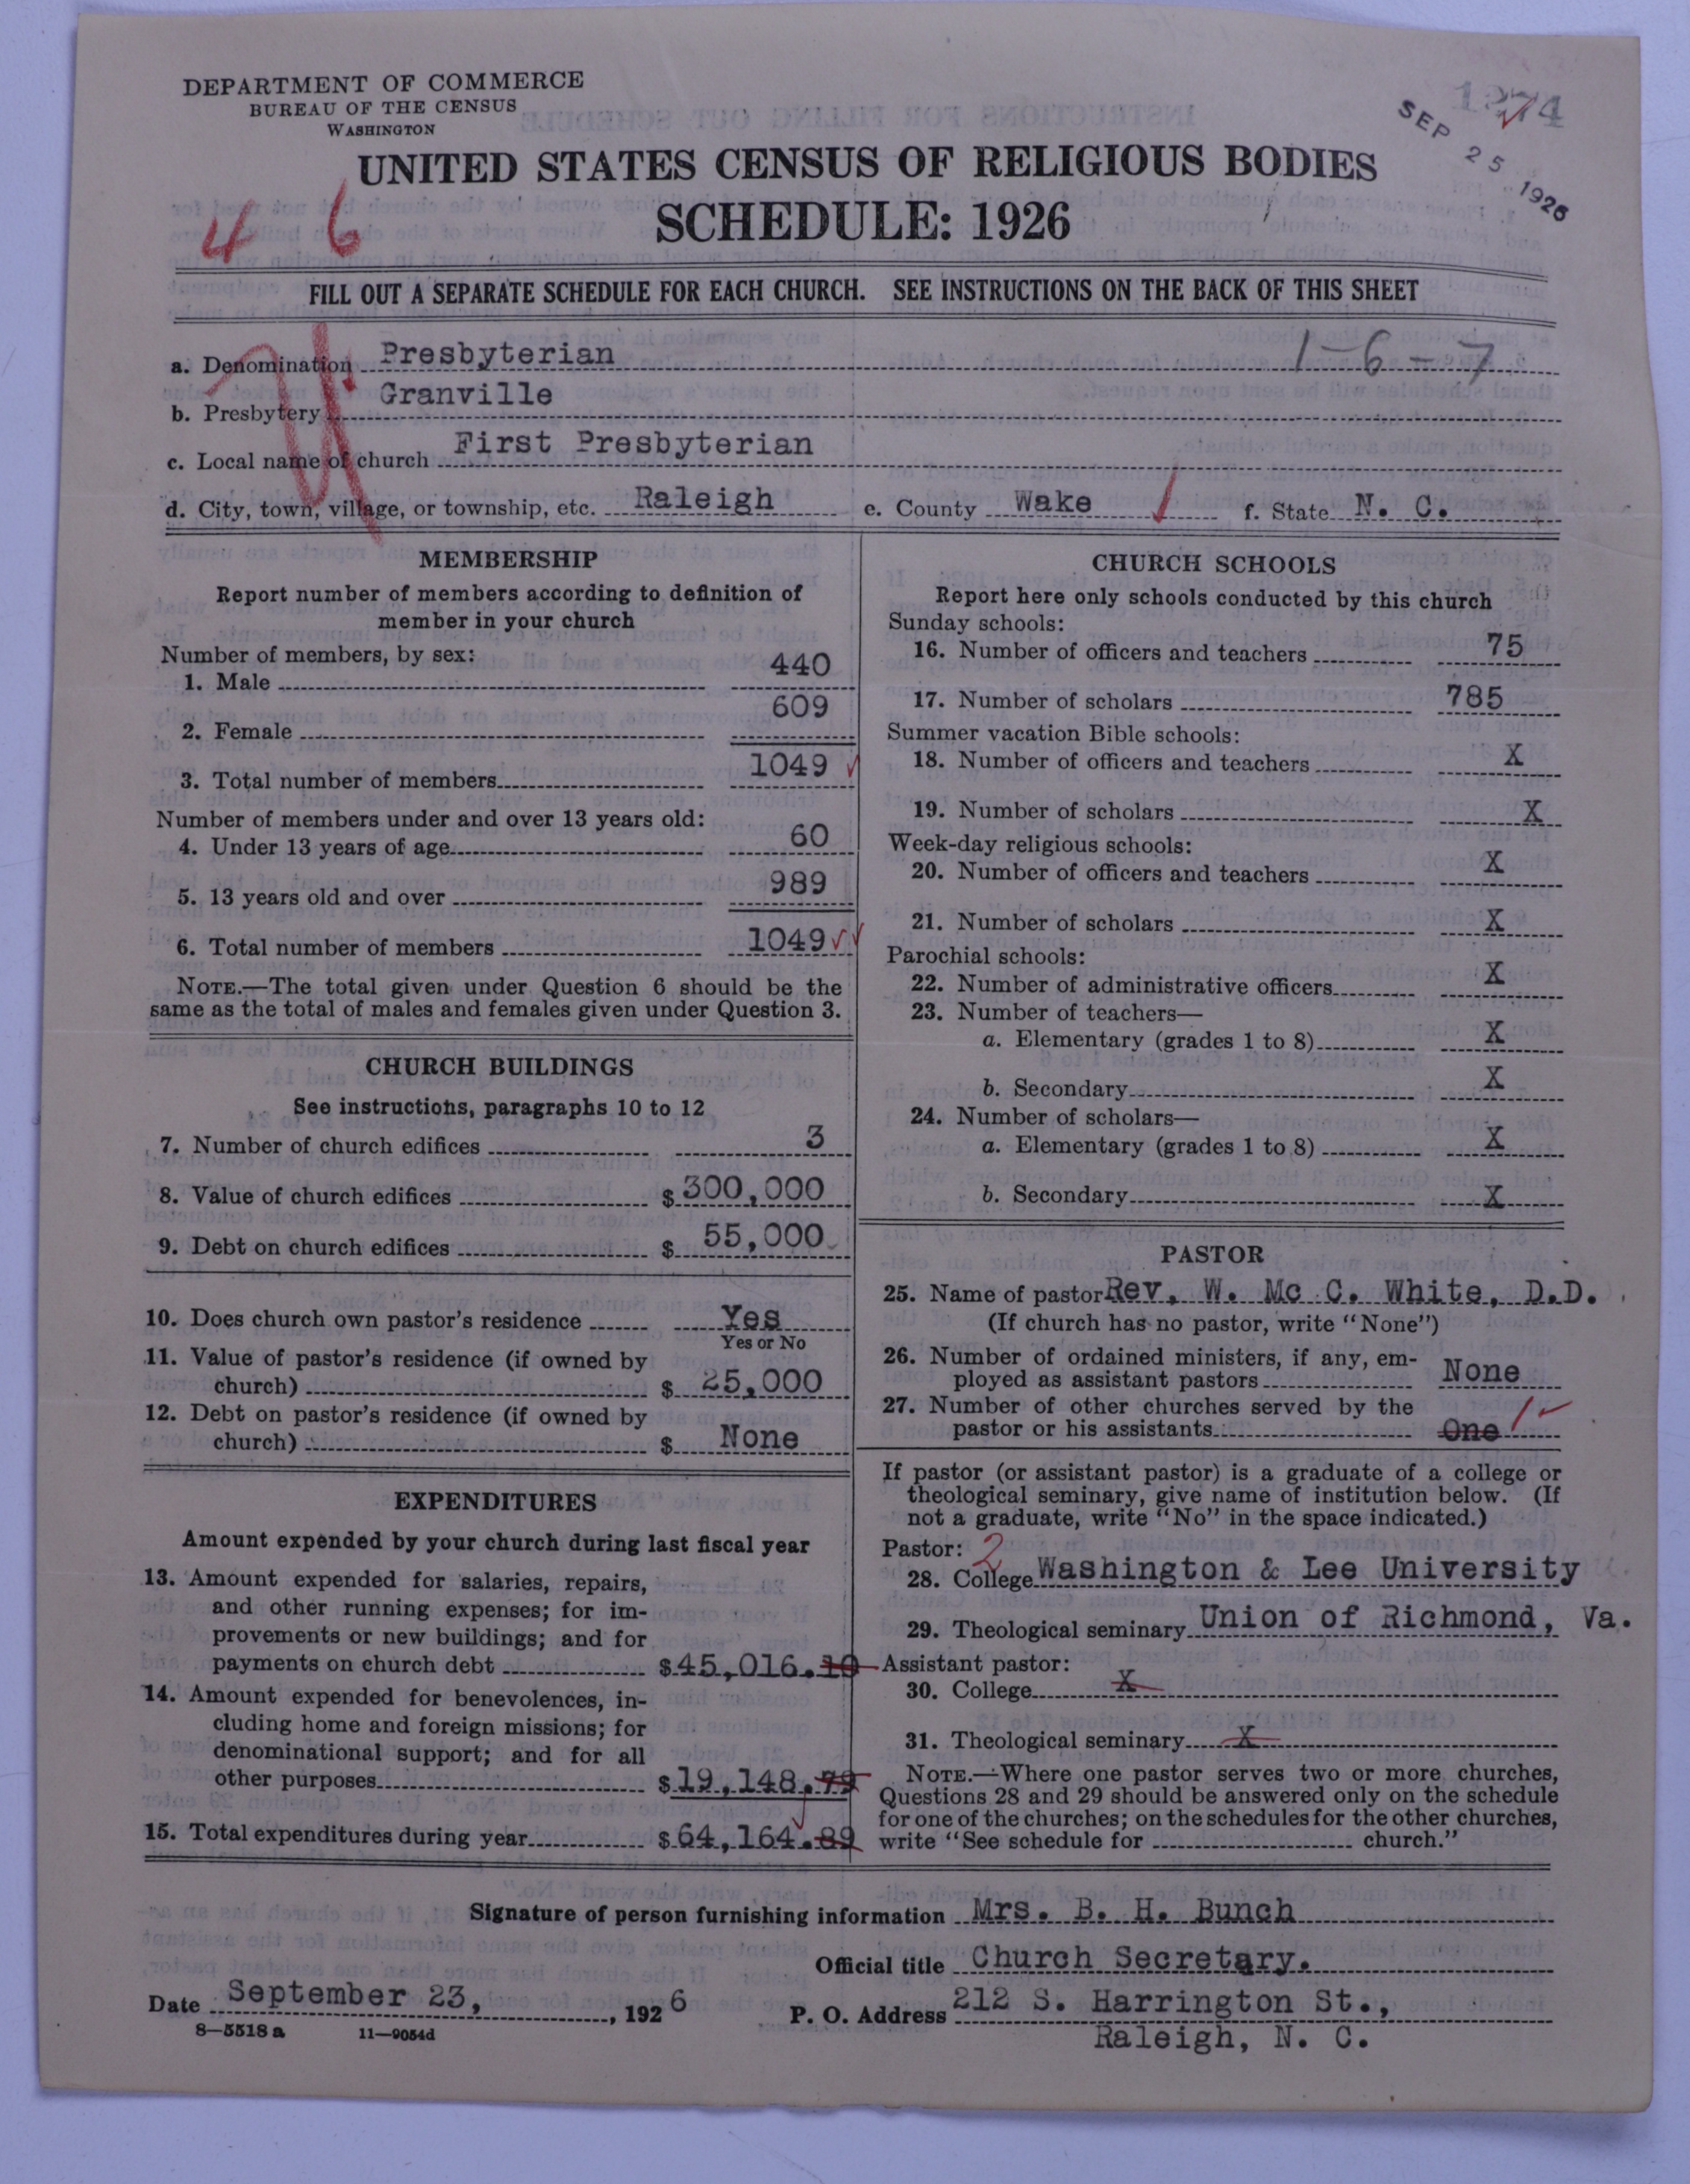 DEPARTMENT OF COMMERCE
BUREAU OF THE CENSUS
WASHINGTON
SEP 25 1926
UNITED STATES CENSUS OF RELIGIOUS BODIES
SCHEDULE: 1926
4 6
FILL OUT A SEPARATE SCHEDULE FOR EACH CHURCH. SEE INSTRUCTIONS ON THE BACK OF THIS SHEET
a. Denomination Presbyterian 1-6-7
b. Presbytery Granville
c. Local name of church First Presbyterian
d. City, town, village, or township, etc. Raleigh e. County Wake f. State N. C.
MEMBERSHIP
Report number of members according to definition of
member in your church
Number of members, by sex:
1. Male 440
2. Female 609
3. Total number of members 1049
Number of members under and over 13 years old:
4. Under 13 years of age 60
5. 13 years old and over 989
6. Total number of members 1049
NOTE.—The total given under Question 6 should be the
same as the total of males and females given under Question 3.
CHURCH BUILDINGS
See instructions, paragraphs 10 to 12
7. Number of church edifices 3
8. Value of church edifices $ 300,000
9. Debt on church edifices $ 55,000
10. Does church own pastor's residence Yes
Yes or No
11. Value of pastor's residence (if owned by
church) $ 25,000
12. Debt on pastor's residence (if owned by
church) $ None
EXPENDITURES
Amount expended by your church during last fiscal year
13. Amount expended for salaries, repairs,
and other running expenses; for im-
provements or new buildings; and for
payments on church debt $ 45,016.10
14. Amount expended for benevolences, in-
cluding home and foreign missions; for
denominational support; and for all
other purposes $ 19,148.79
15. Total expenditures during year $ 64,164.89
CHURCH SCHOOLS
Report here only schools conducted by this church
Sunday schools:
16. Number of officers and teachers 75
17. Number of scholars 785
Summer vacation Bible schools:
18. Number of officers and teachers X
19. Number of scholars X
Week-day religious schools:
20. Number of officers and teachers X
21. Number of scholars X
Parochial schools:
22. Number of administrative officers X
23. Number of teachers—
a. Elementary (grades 1 to 8) X
b. Secondary X
24. Number of scholars—
a. Elementary (grades 1 to 8) X
b. Secondary X
PASTOR
25. Name of pastor Rev. W. Mc C. White, D.D.
(If church has no pastor, write "None")
26. Number of ordained ministers, if any, em-
ployed as assistant pastors None
27. Number of other churches served by the
pastor or his assistants One 1
If pastor (or assistant pastor) is a graduate of a college or
theological seminary, give name of institution below. (If
not a graduate, write "No" in the space indicated.)
Pastor: 2
28. College Washington & Lee University
29. Theological seminary Union of Richmond, Va.
Assistant pastor:
30. College X
31. Theological seminary X
NOTE.—Where one pastor serves two or more churches,
Questions 28 and 29 should be answered only on the schedule
for one of the churches; on the schedules for the other churches,
write "See schedule for church."
Signature of person furnishing information Mrs. B. H. Bunch
Official title Church Secretary.
Date September 23, 1926 P. O. Address 212 S. Harrington St.,
Raleigh, N. C.
8—5518 a 11—9054d